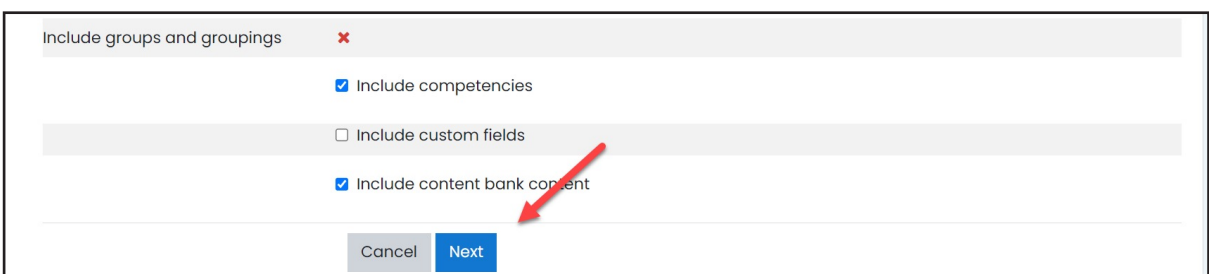 Include groups and groupings
Include competencies
Include custom fields
Include content bank content
Cancel Next